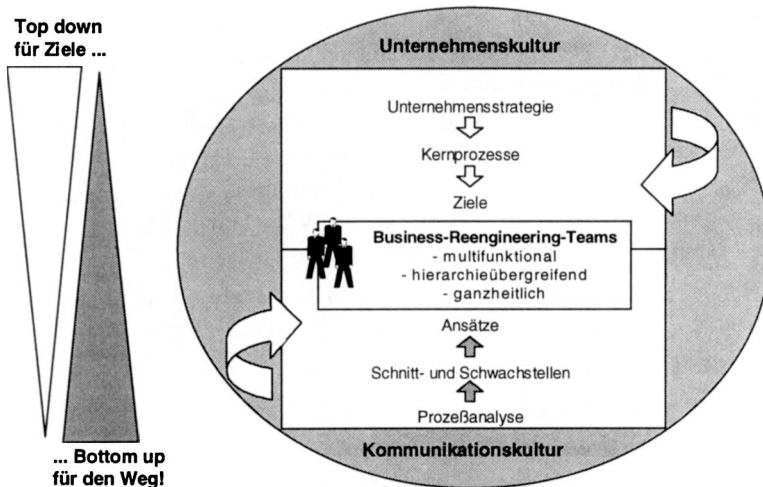 Top down
für Ziele ...
Unternehmenskultur
Unternehmensstrategie
Kernprozesse
Ziele
Business-Reengineering-Teams
- multifunktional
- hierarchieübergreifend
- ganzheitlich
Ansätze
Schnitt- und Schwachstellen
Prozeßanalyse
Kommunikationskultur
... Bottom up
für den Weg!